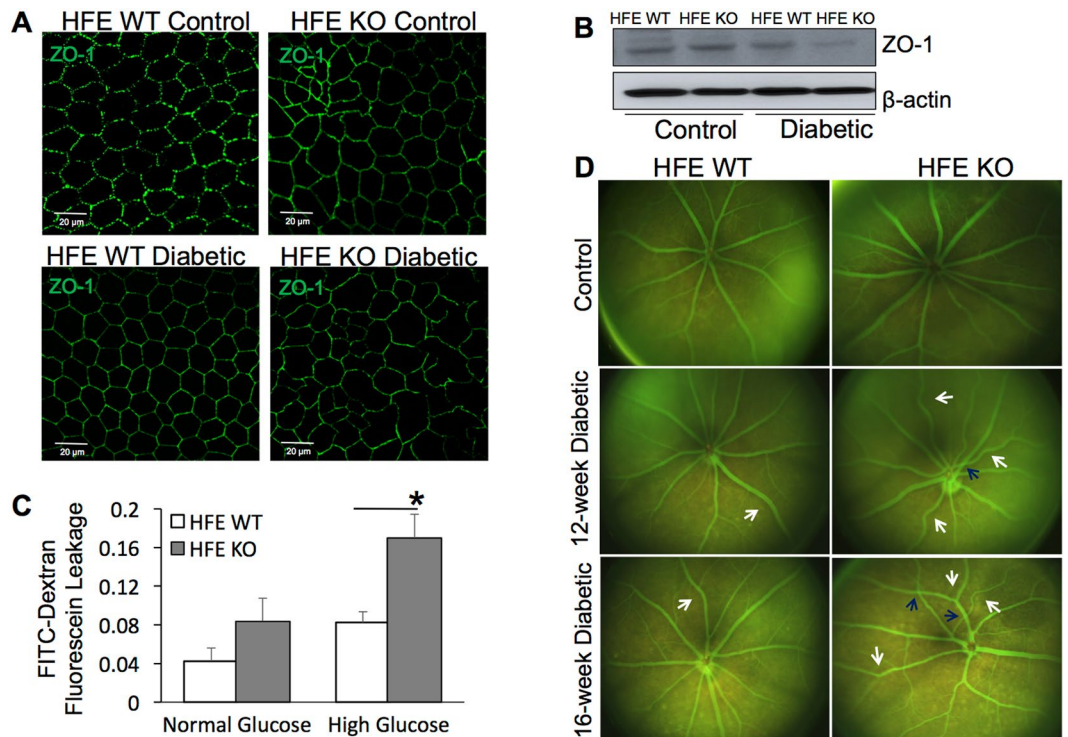 A
HFE WT Control
HFE KO Control
ZO-1
ZO-1
20 μm
20 μm
HFE WT Diabetic
HFE KO Diabetic
ZO-1
ZO-1
20 μm
20 μm
B
HFE WT HFE KO HFE WT HFE KO
ZO-1
β-actin
Control Diabetic
C
FITC-Dextran
Fluorescein Leakage
0.2
0.16
0.12
0.08
0.04
0
HFE WT
HFE KO
*
Normal Glucose High Glucose
D
HFE WT HFE KO
Control
12-week Diabetic
16-week Diabetic